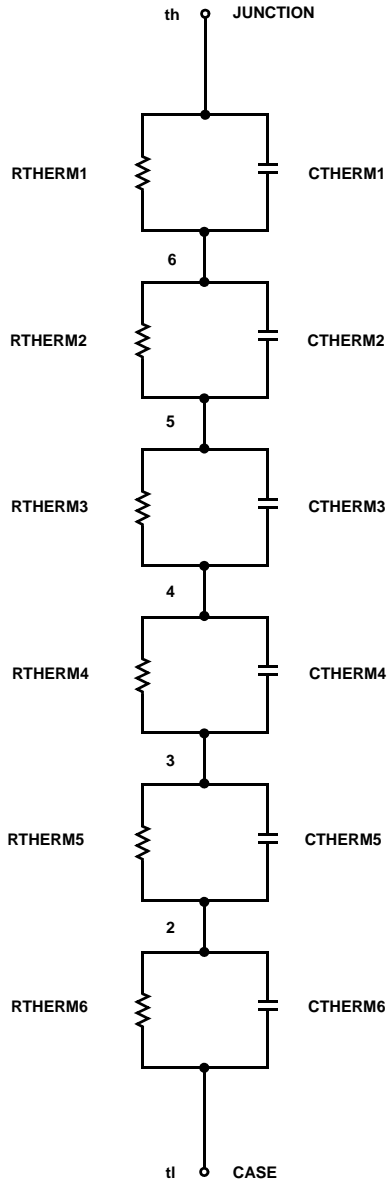 th JUNCTION
RTHERM1 CTHERM1
6
RTHERM2 CTHERM2
5
RTHERM3 CTHERM3
4
RTHERM4 CTHERM4
3
RTHERM5 CTHERM5
2
RTHERM6 CTHERM6
tl CASE